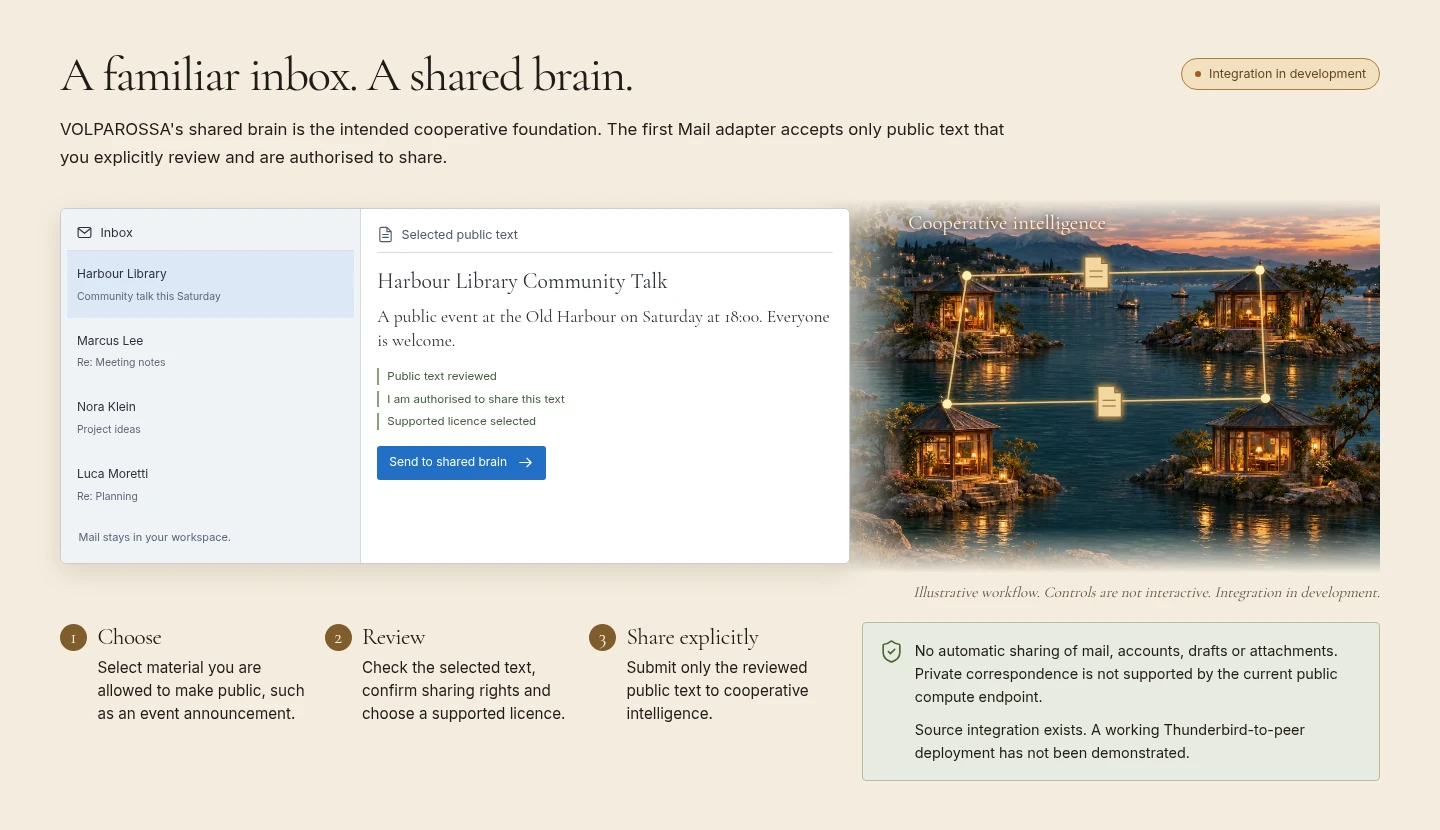 A familiar inbox. A shared brain.
Integration in development
VOLPAROSSA's shared brain is the intended cooperative foundation. The first Mail adapter accepts only public text that
you explicitly review and are authorised to share.
Inbox
Harbour Library
Community talk this Saturday
Marcus Lee
Re: Meeting notes
Nora Klein
Project ideas
Luca Moretti
Re: Planning
Mail stays in your workspace.
Selected public text
Harbour Library Community Talk
A public event at the Old Harbour on Saturday at 18:00. Everyone
is welcome.
Public text reviewed
I am authorised to share this text
Supported licence selected
Send to shared brain
Cooperative intelligence
Illustrative workflow. Controls are not interactive. Integration in development.
1 Choose
Select material you are
allowed to make public, such
as an event announcement.
2 Review
Check the selected text,
confirm sharing rights and
choose a supported licence.
3 Share explicitly
Submit only the reviewed
public text to cooperative
intelligence.
No automatic sharing of mail, accounts, drafts or attachments.
Private correspondence is not supported by the current public
compute endpoint.
Source integration exists. A working Thunderbird-to-peer
deployment has not been demonstrated.